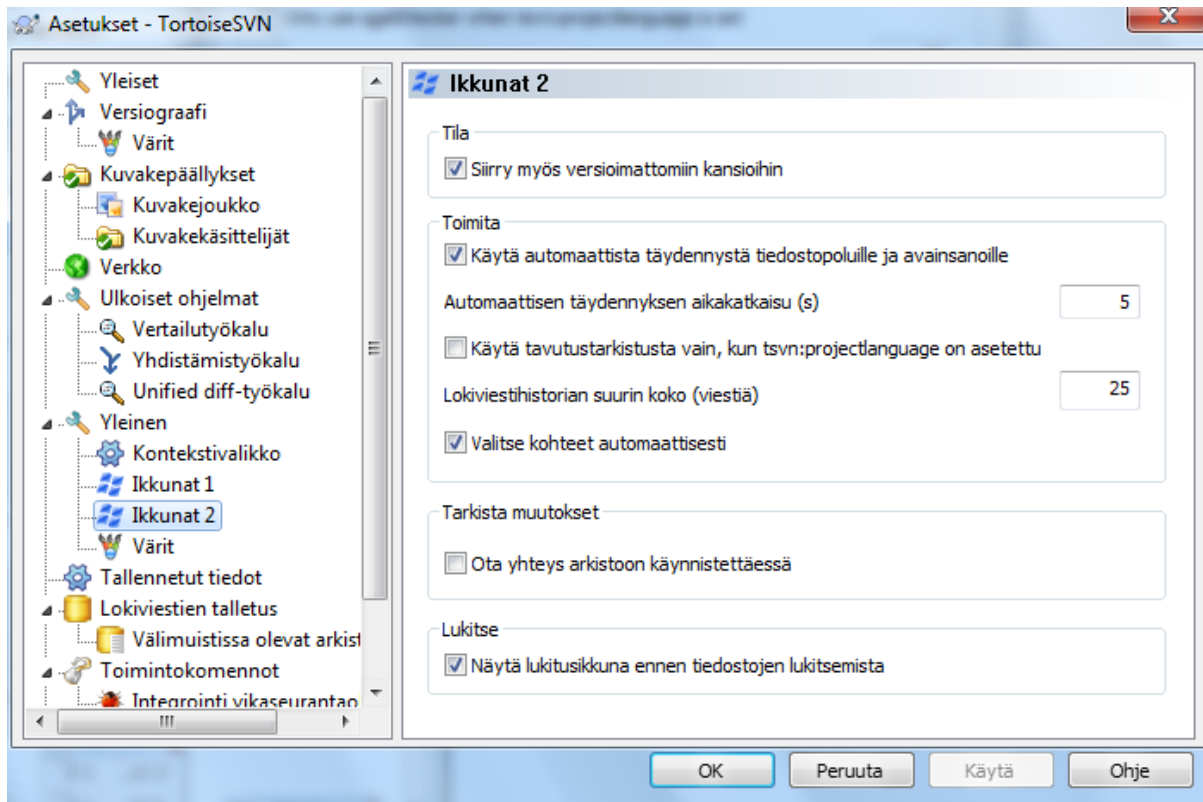 Asetukset - TortoiseSVN
Yleiset
Versiograafi
Värit
Kuvakepäällykset
Kuvakejoukko
Kuvakekäsittelijät
Verkko
Ulkoiset ohjelmat
Vertailutyökalu
Yhdistämistyökalu
Unified diff-työkalu
Yleinen
Kontekstivalikko
Ikkunat 1
Ikkunat 2
Värit
Tallennetut tiedot
Lokiviestien talletus
Välimuistissa olevat arkist
Toimintokomennot
Integrointi vikaseurantao
Ikkunat 2
Tila
Siirry myös versioimattomiin kansioihin
Toimita
Käytä automaattista täydennystä tiedostopoluille ja avainsanoille
Automaattisen täydennyksen aikakatkaisu (s) 5
Käytä tavutustarkistusta vain, kun tsvn:projectlanguage on asetettu
Lokiviestihistorian suurin koko (viestiä) 25
Valitse kohteet automaattisesti
Tarkista muutokset
Ota yhteys arkistoon käynnistettäessä
Lukitse
Näytä lukitusikkuna ennen tiedostojen lukitsemista
OK Peruuta Käytä Ohje